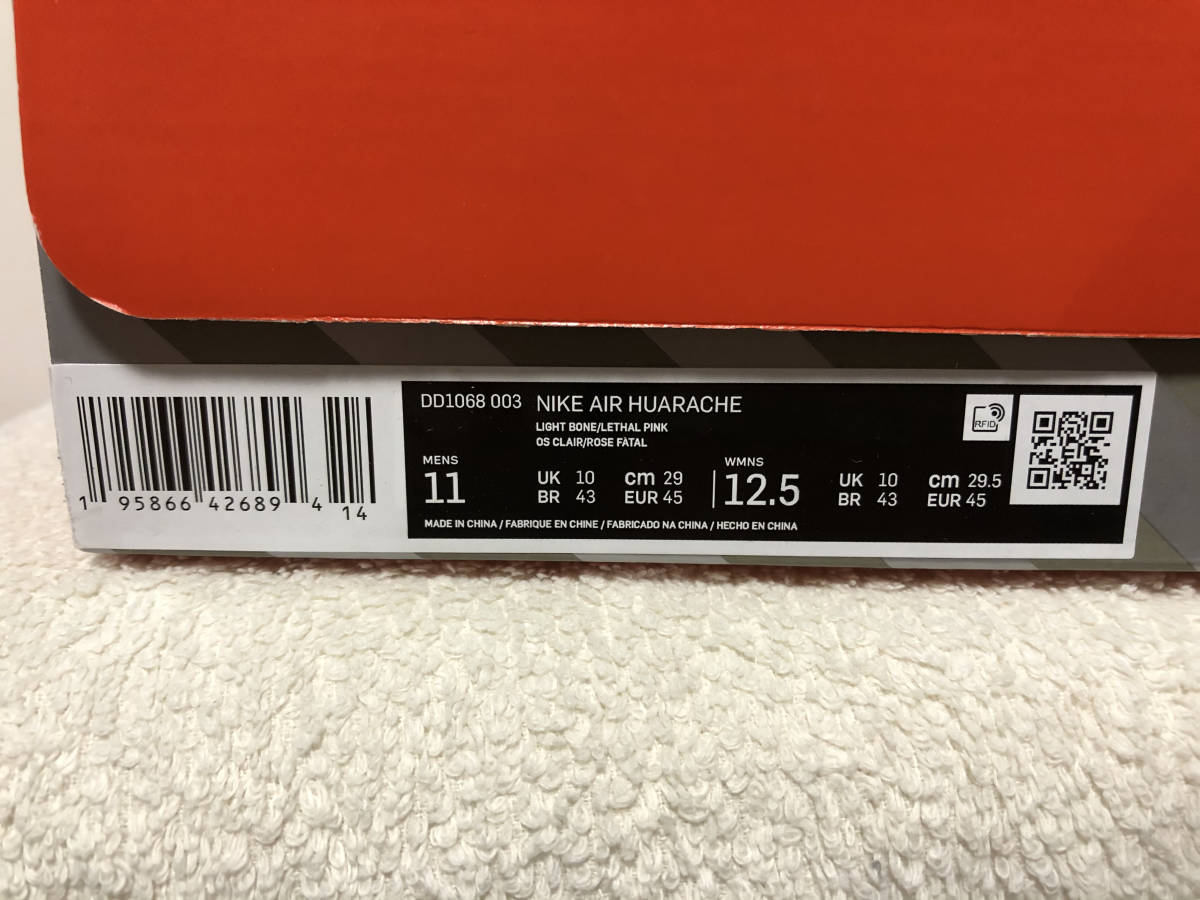 DD1068 003 NIKE AIR HUARACHE
LIGHT BONE/LETHAL PINK
OS CLAIR/ROSE FATAL
RFID
MENS
11
UK 10 cm 29
BR 43 EUR 45
WMNS
12.5
UK 10 cm 29.5
BR 43 EUR 45
MADE IN CHINA / FABRIQUE EN CHINE / FABRICADO NA CHINA / HECHO EN CHINA
1 95866 42689 4 14